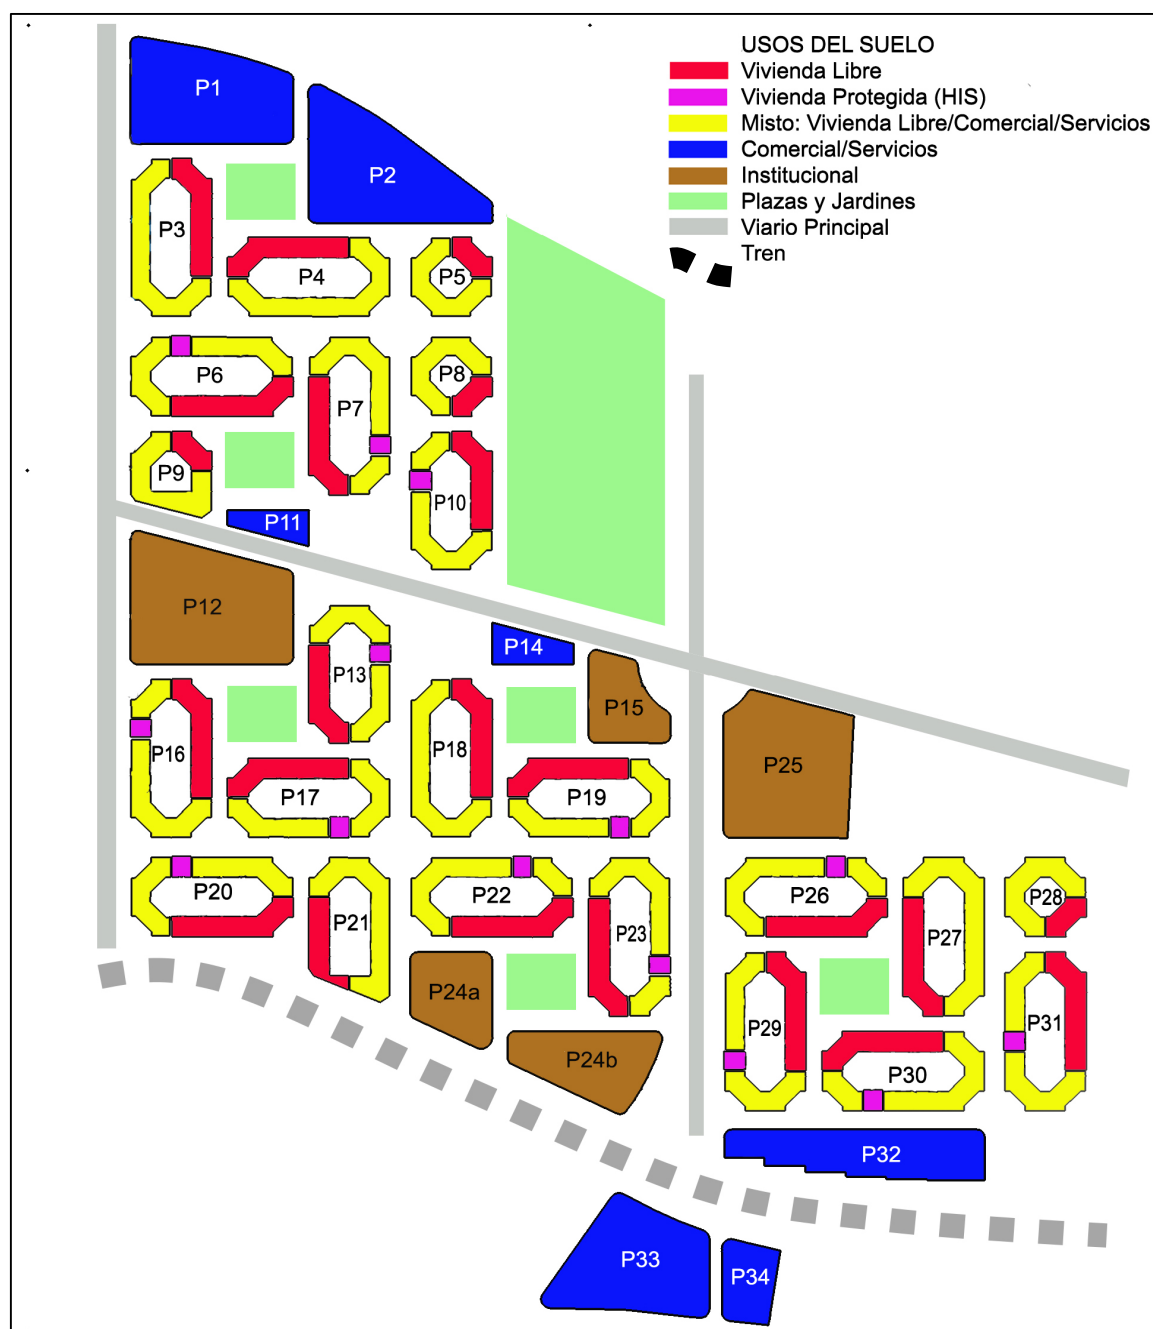 USOS DEL SUELO
Vivienda Libre
Vivienda Protegida (HIS)
Misto: Vivienda Libre/Comercial/Servicios
Comercial/Servicios
Institucional
Plazas y Jardines
Viario Principal
Tren
P1
P2
P3
P4
P5
P6
P7
P8
P9
P10
P11
P12
P13
P14
P15
P16
P17
P18
P19
P20
P21
P22
P23
P24a
P24b
P25
P26
P27
P28
P29
P30
P31
P32
P33
P34